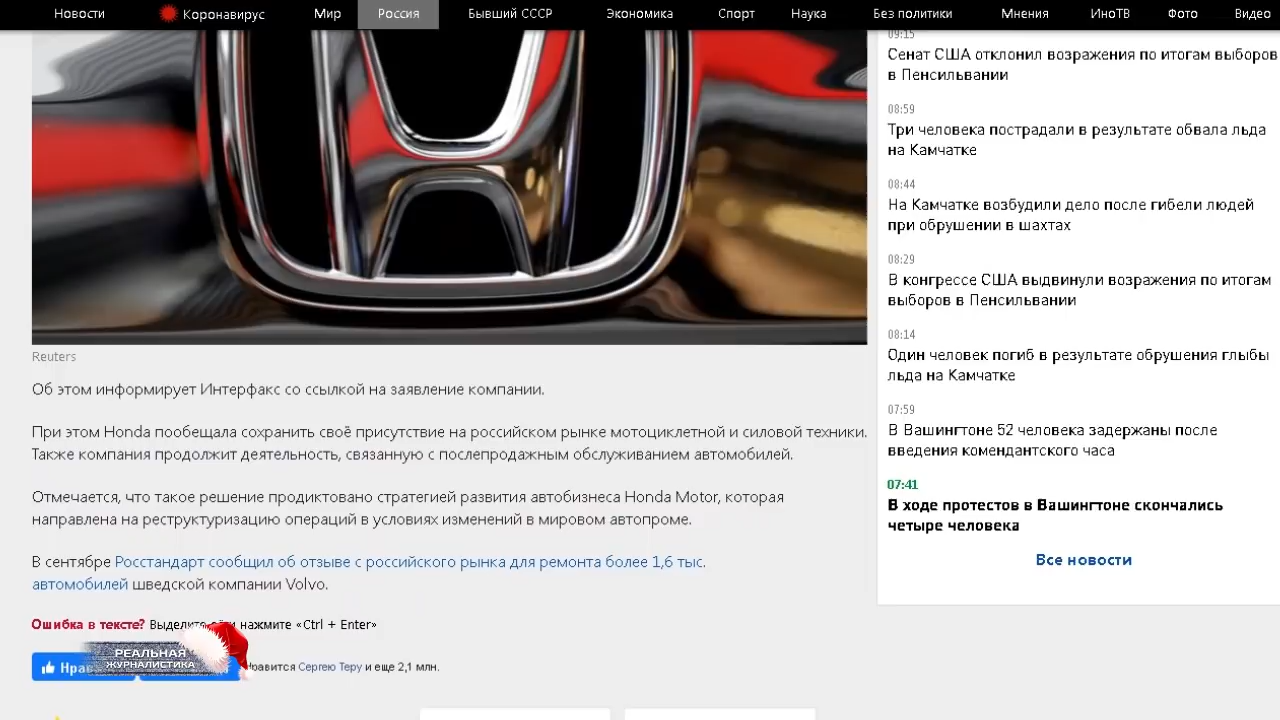 Новости Коронавирус Мир Россия Бывший СССР Экономика Спорт Наука Без политики Мнения ИноТВ Фото Видео
Reuters
Об этом информирует Интерфакс со ссылкой на заявление компании.
При этом Honda пообещала сохранить своё присутствие на российском рынке мотоциклетной и силовой техники.
Также компания продолжит деятельность, связанную с послепродажным обслуживанием автомобилей.
Отмечается, что такое решение продиктовано стратегией развития автобизнеса Honda Motor, которая
направлена на реструктуризацию операций в условиях изменений в мировом автопроме.
В сентябре Росстандарт сообщил об отзыве с российского рынка для ремонта более 1,6 тыс.
автомобилей шведской компании Volvo.
Ошибка в тексте? Выделите её и нажмите «Ctrl + Enter»
РЕАЛЬНАЯ
ЖУРНАЛИСТИКА
Нрав
нравится Сергею Теру и еще 2,1 млн.
09:15
Сенат США отклонил возражения по итогам выборов
в Пенсильвании
08:59
Три человека пострадали в результате обвала льда
на Камчатке
08:44
На Камчатке возбудили дело после гибели людей
при обрушении в шахтах
08:29
В конгрессе США выдвинули возражения по итогам
выборов в Пенсильвании
08:14
Один человек погиб в результате обрушения глыбы
льда на Камчатке
07:59
В Вашингтоне 52 человека задержаны после
введения комендантского часа
07:41
В ходе протестов в Вашингтоне скончались
четыре человека
Все новости